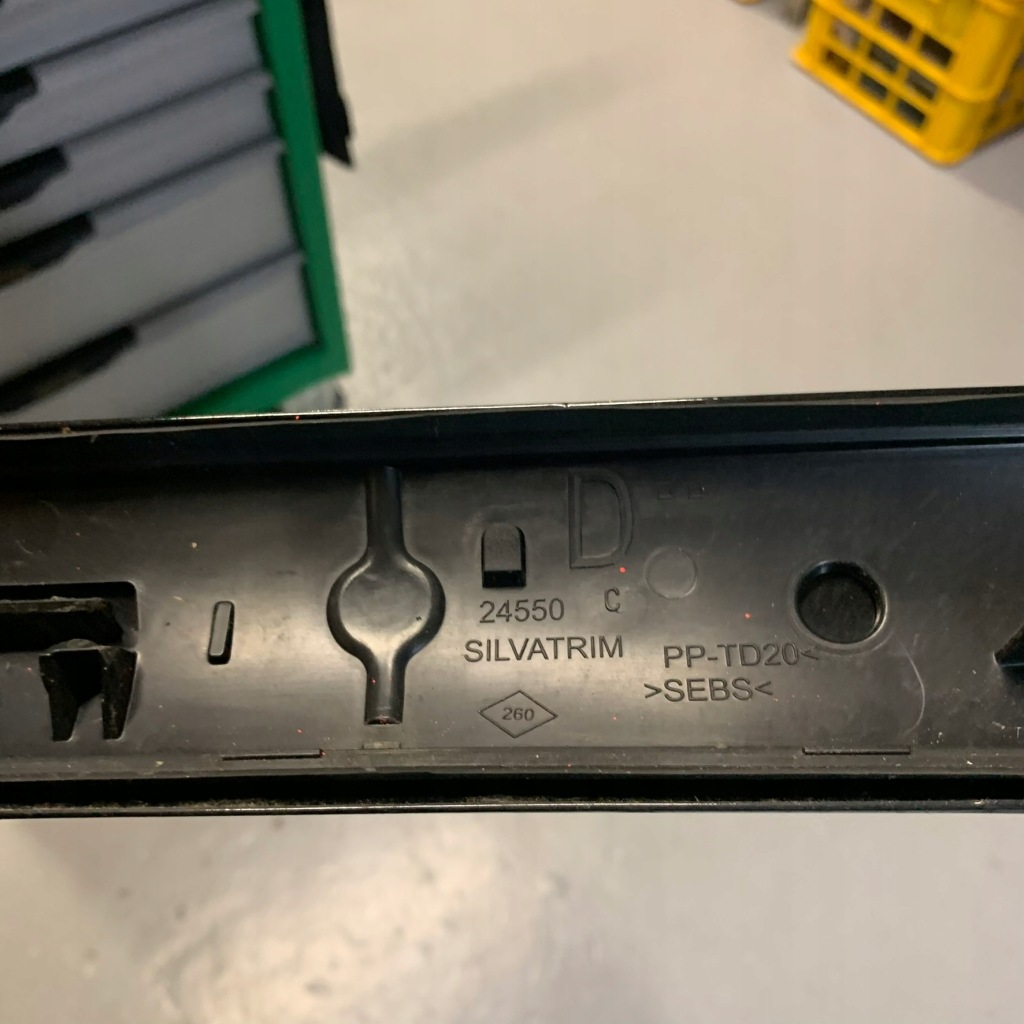 D
24550 C
SILVATRIM
PP-TD20<
>SEBS<
260